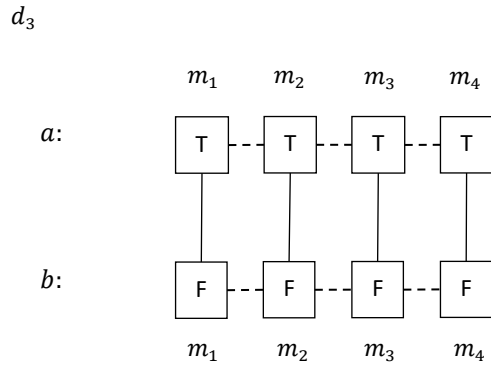 d₃
m₁ m₂ m₃ m₄
a: T T T T
b: F F F F
m₁ m₂ m₃ m₄